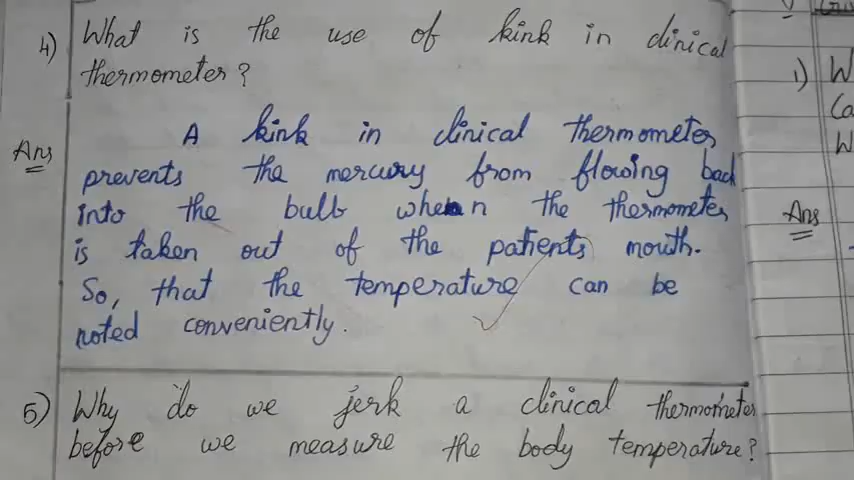 4) What is the use of kink in clinical
thermometer?
Ans A kink in clinical thermometer
prevents the mercury from flowing back
into the bulb when the thermometer
is taken out of the patients mouth.
So, that the temperature can be
noted conveniently.
5) Why do we jerk a clinical thermometer
before we measure the body temperature?
1) W
Ca
W
Ans